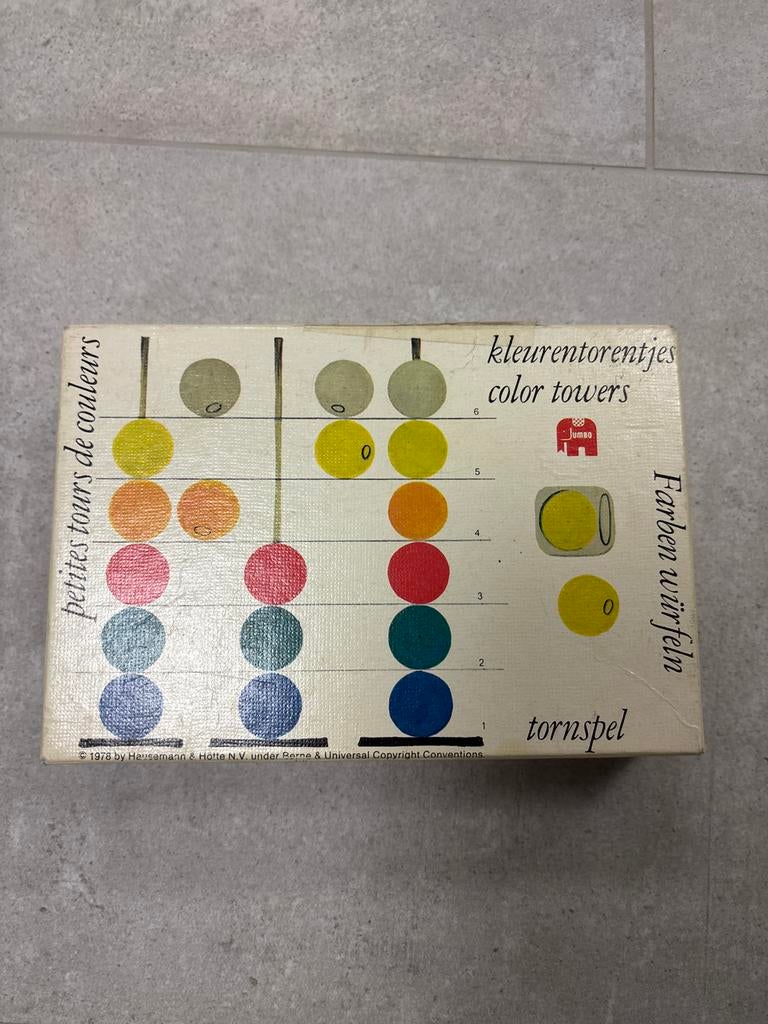 petites tours de couleurs
kleurentorentjes
color towers
JUMBO
Farben würfeln
tornspel
6
5
4
3
2
1
© 1978 by Hausemann & Hötte N.V. under Berne & Universal Copyright Conventions.